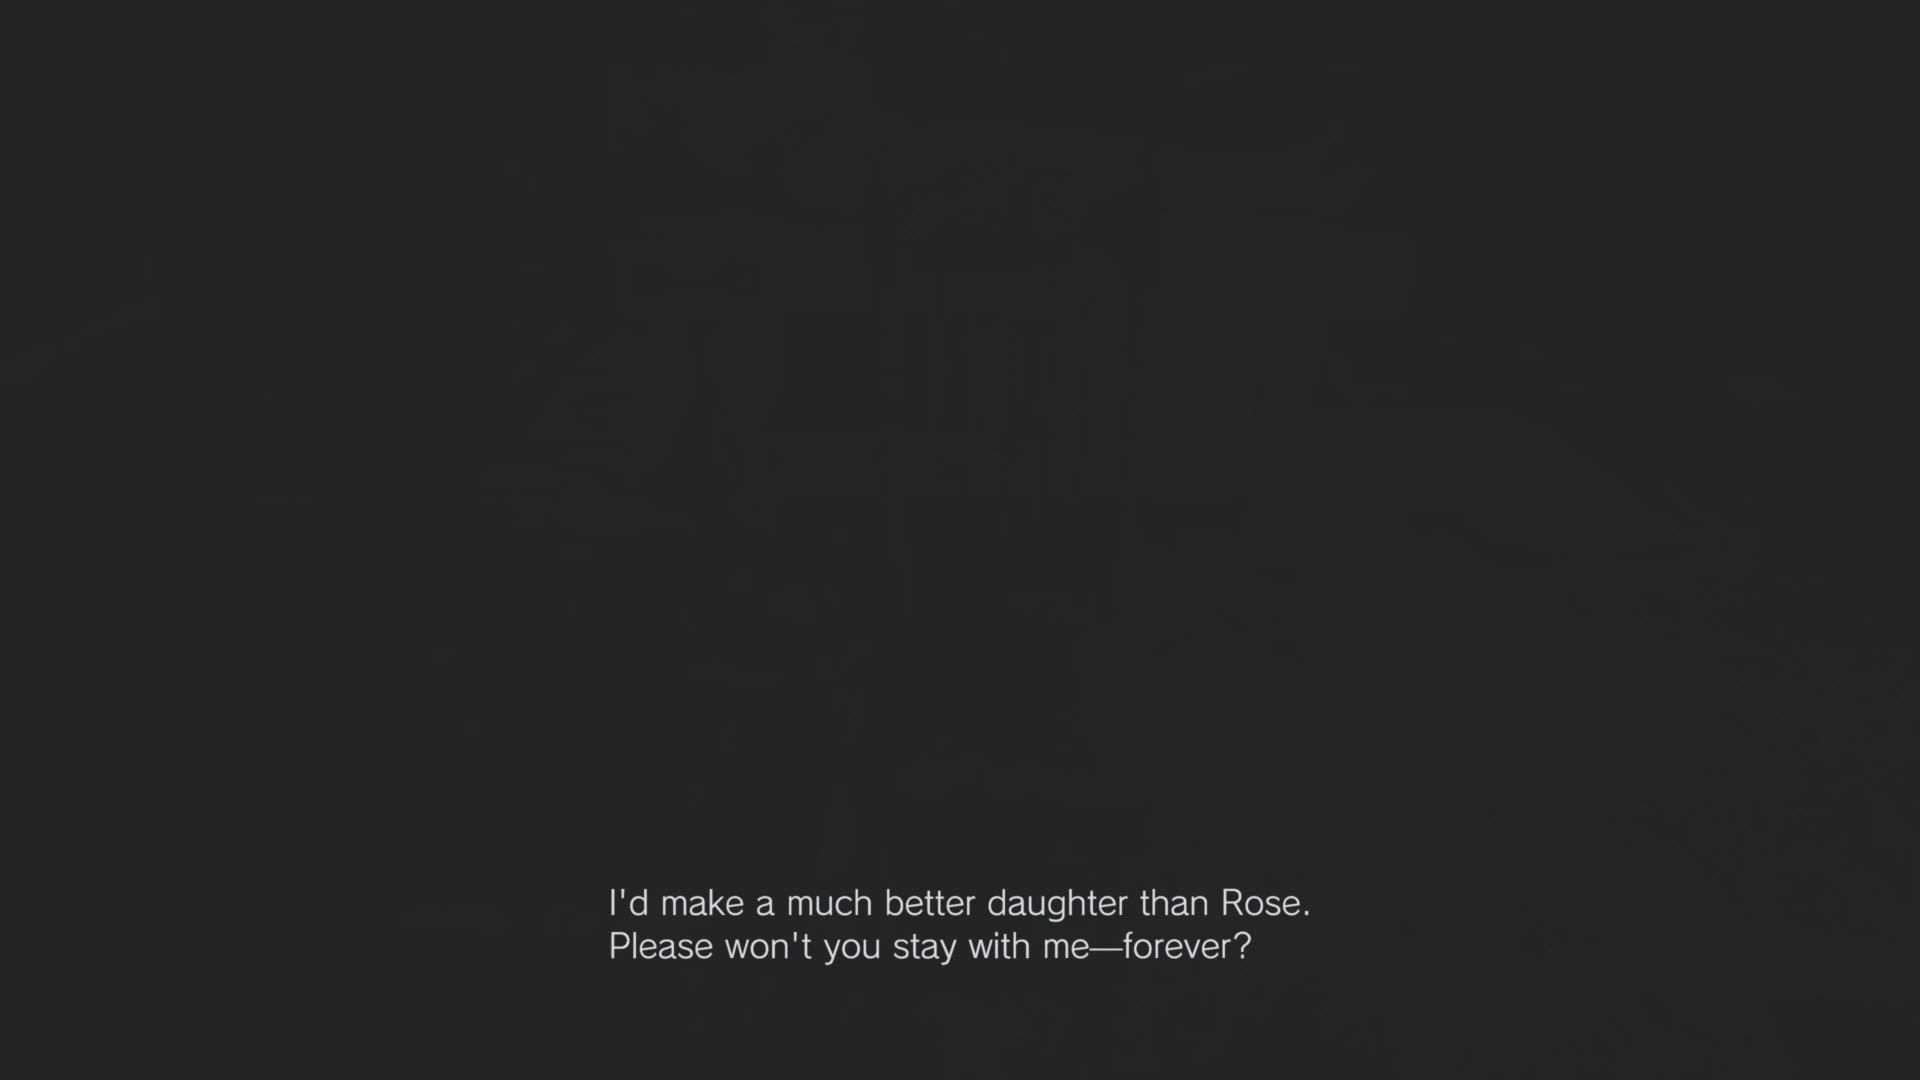 I'd make a much better daughter than Rose.
Please won't you stay with me—forever?